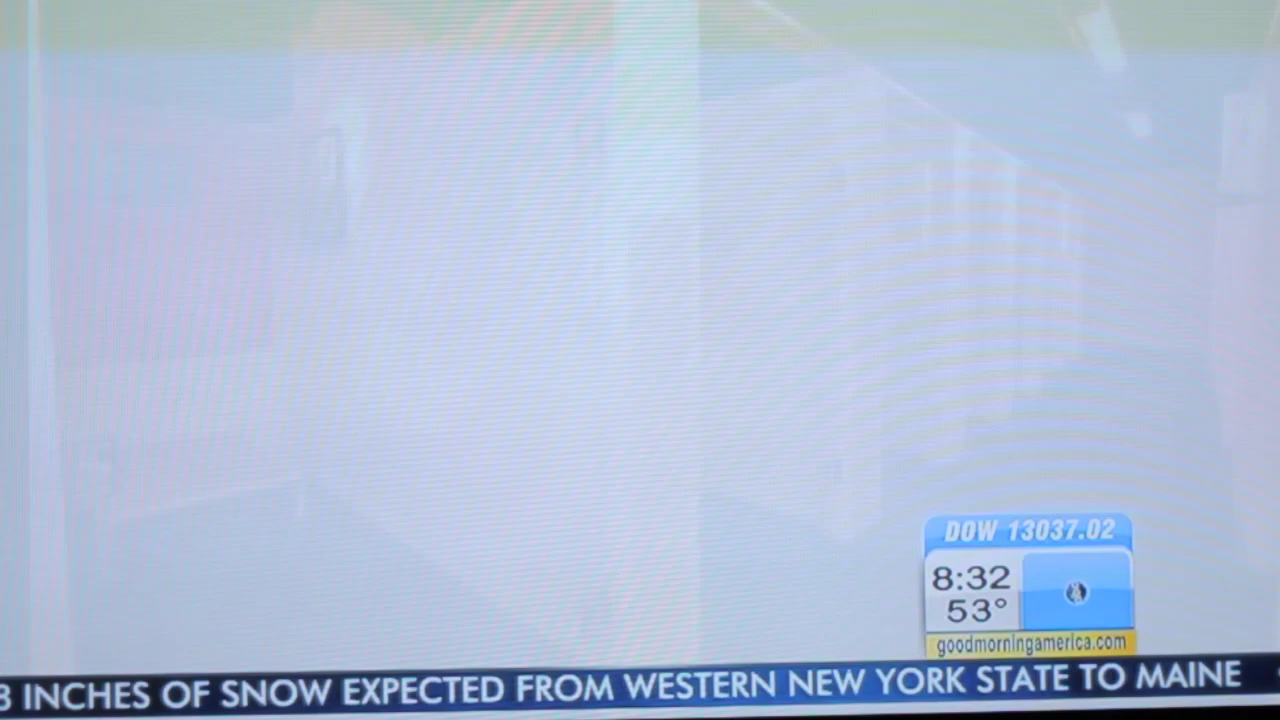 DOW 13037.02
8:32
53°
goodmorningamerica.com
8 INCHES OF SNOW EXPECTED FROM WESTERN NEW YORK STATE TO MAINE